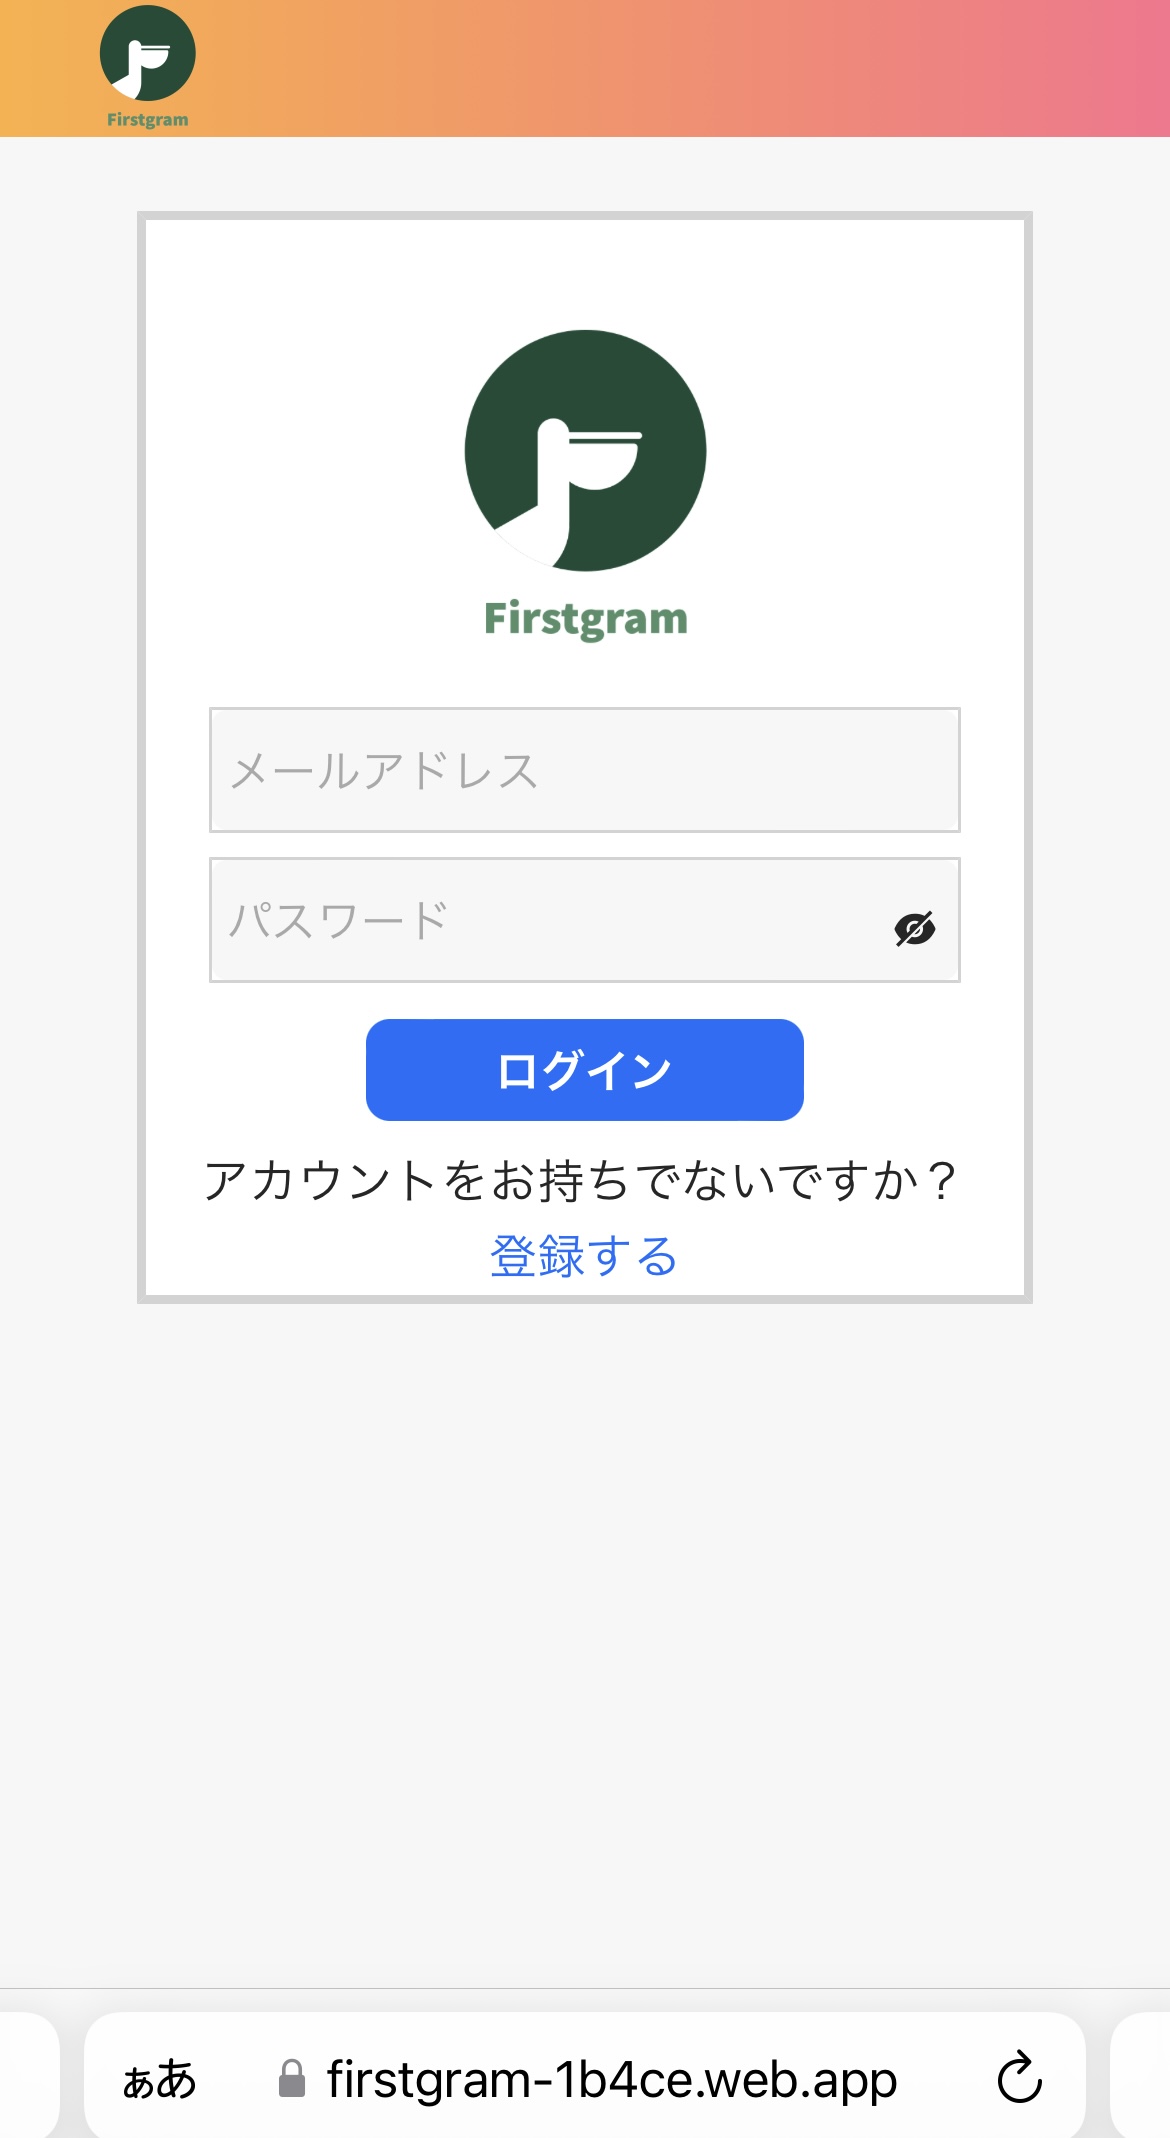 Firstgram
Firstgram
メールアドレス
パスワード
ログイン
アカウントをお持ちでないですか？
登録する
ぁあ firstgram-1b4ce.web.app